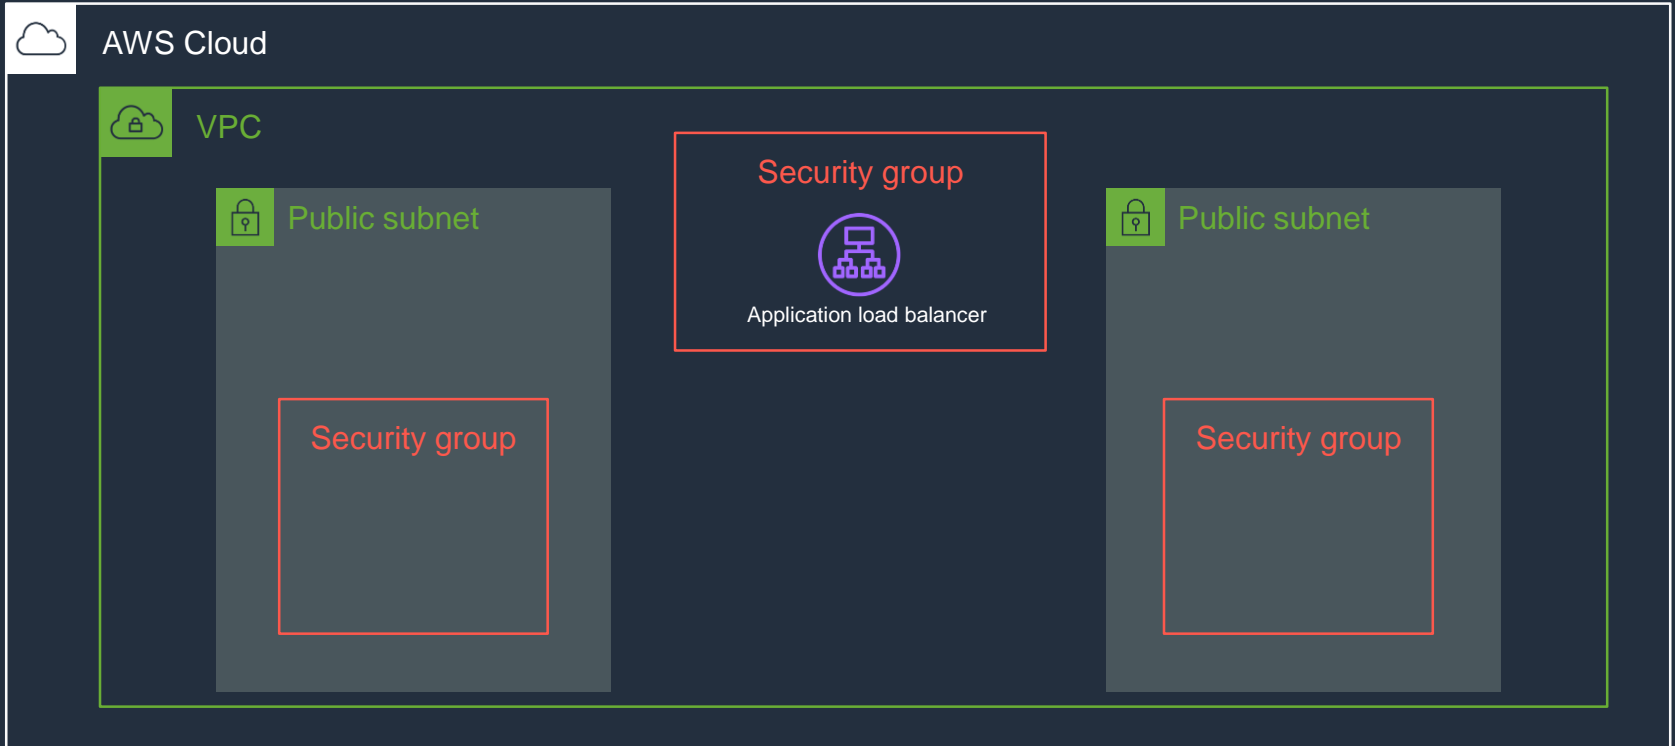 AWS Cloud
VPC
Security group
Application load balancer
Public subnet
Security group
Public subnet
Security group